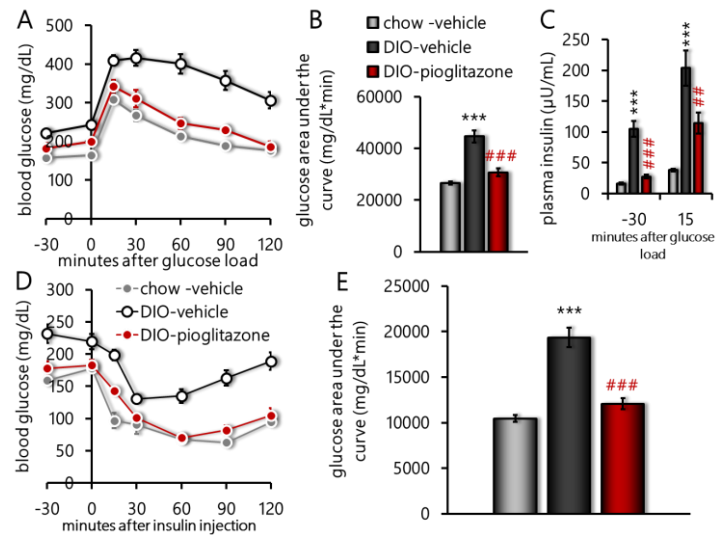 A
blood glucose (mg/dL)
500
400
300
200
100
0
-30 0 30 60 90 120
minutes after glucose load
B
chow -vehicle
DIO-vehicle
DIO-pioglitazone
glucose area under the
curve (mg/dL*min)
60000
40000
20000
0
***
###
C
plasma insulin (µU/mL)
250
200
150
100
50
0
***
###
***
##
-30 15
minutes after glucose
load
D
chow -vehicle
DIO-vehicle
DIO-pioglitazone
blood glucose (mg/dL)
300
250
200
150
100
50
0
-30 0 30 60 90 120
minutes after insulin injection
E
glucose area under the
curve (mg/dL*min)
25000
20000
15000
10000
5000
0
***
###